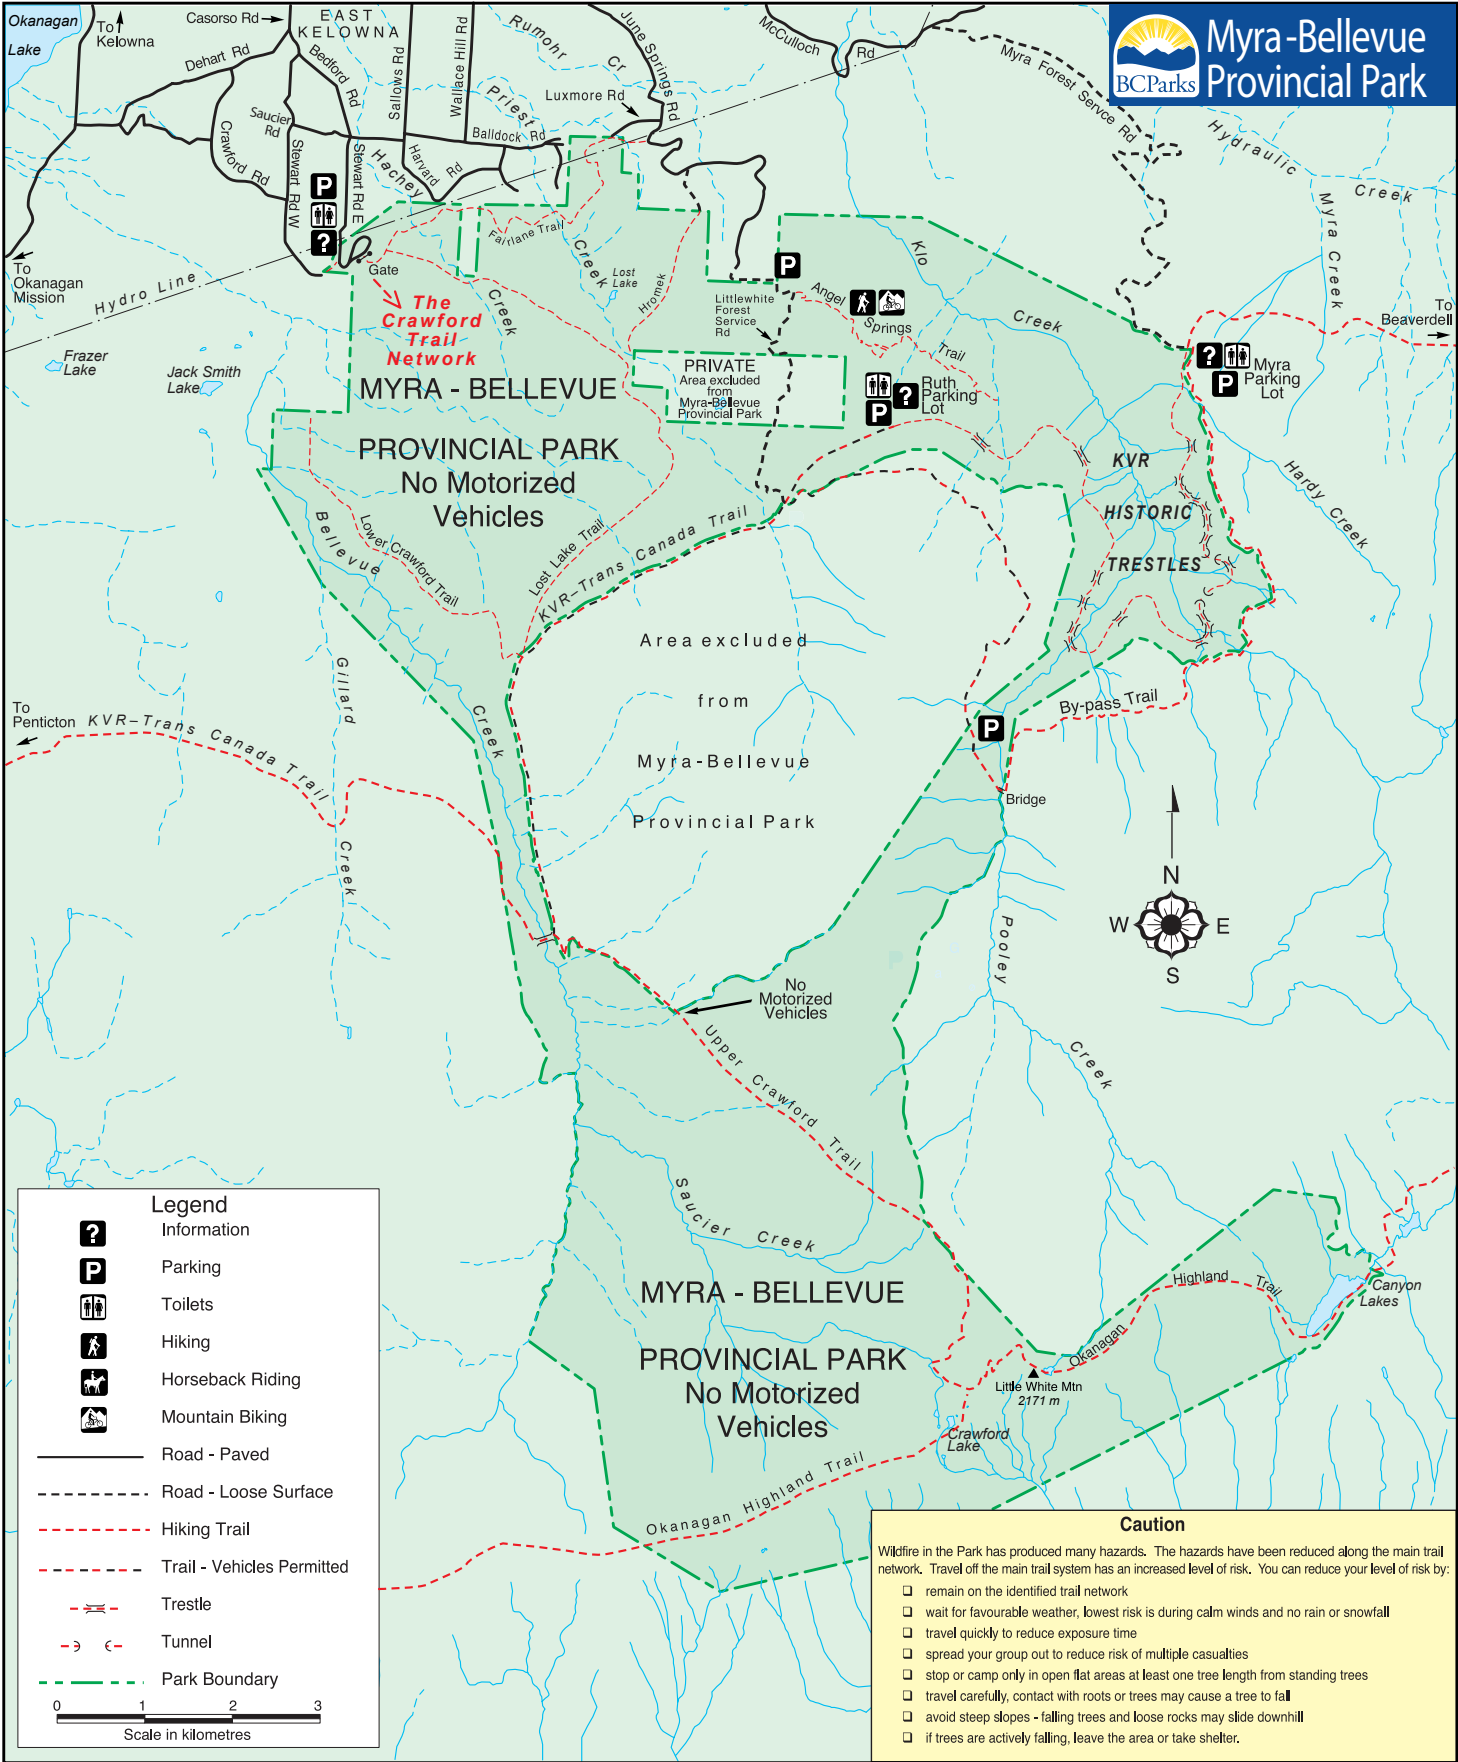 Okanagan
Lake
To
Kelowna
Casorso Rd
EAST
KELOWNA
Dehart Rd
Bedford Rd
Sallows Rd
Wallace Hill Rd
Rumohr Cr
June Springs Rd
McCulloch Rd
Myra Forest Servce Rd
BCParks
Myra-Bellevue
Provincial Park
Luxmore Rd
Priest
Creek
Balldock Rd
Saucier
Rd
Crawford Rd
Stewart Rd W
Stewart Rd E
Hachey
Creek
Harvard Rd
Hydraulic Creek
Myra Creek
P
?
To
Okanagan
Mission
Hydro Line
Gate
Fairlane Trail
Lost
Lake
Hromek
Klo
Creek
P
Angel
Springs
Trail
Littlewhite
Forest
Service
Rd
The
Crawford
Trail
Network
To
Beaverdell
?
P
Myra
Parking
Lot
Frazer
Lake
Jack Smith
Lake
MYRA - BELLEVUE
PROVINCIAL PARK
No Motorized
Vehicles
PRIVATE
Area excluded
from
Myra-Bellevue
Provincial Park
?
P
Ruth
Parking
Lot
KVR
HISTORIC
TRESTLES
Hardy Creek
Bellevue
Creek
Lower Crawford Trail
Lost Lake Trail
KVR-Trans Canada Trail
Area excluded
from
Myra-Bellevue
Provincial Park
Gillard
Creek
To
Penticton
KVR-Trans Canada Trail
By-pass Trail
P
Bridge
N
W
E
S
Pooley
Creek
No
Motorized
Vehicles
Upper Crawford Trail
Saucier Creek
MYRA - BELLEVUE
PROVINCIAL PARK
No Motorized
Vehicles
Okanagan
Highland
Trail
Canyon
Lakes
Little White Mtn
2171 m
Crawford
Lake
Okanagan Highland Trail
Legend
? Information
P Parking
Toilets
Hiking
Horseback Riding
Mountain Biking
Road - Paved
Road - Loose Surface
Hiking Trail
Trail - Vehicles Permitted
Trestle
Tunnel
Park Boundary
0 1 2 3
Scale in kilometres
Caution
Wildfire in the Park has produced many hazards. The hazards have been reduced along the main trail
network. Travel off the main trail system has an increased level of risk. You can reduce your level of risk by:
❑ remain on the identified trail network
❑ wait for favourable weather, lowest risk is during calm winds and no rain or snowfall
❑ travel quickly to reduce exposure time
❑ spread your group out to reduce risk of multiple casualties
❑ stop or camp only in open flat areas at least one tree length from standing trees
❑ travel carefully, contact with roots or trees may cause a tree to fall
❑ avoid steep slopes - falling trees and loose rocks may slide downhill
❑ if trees are actively falling, leave the area or take shelter.